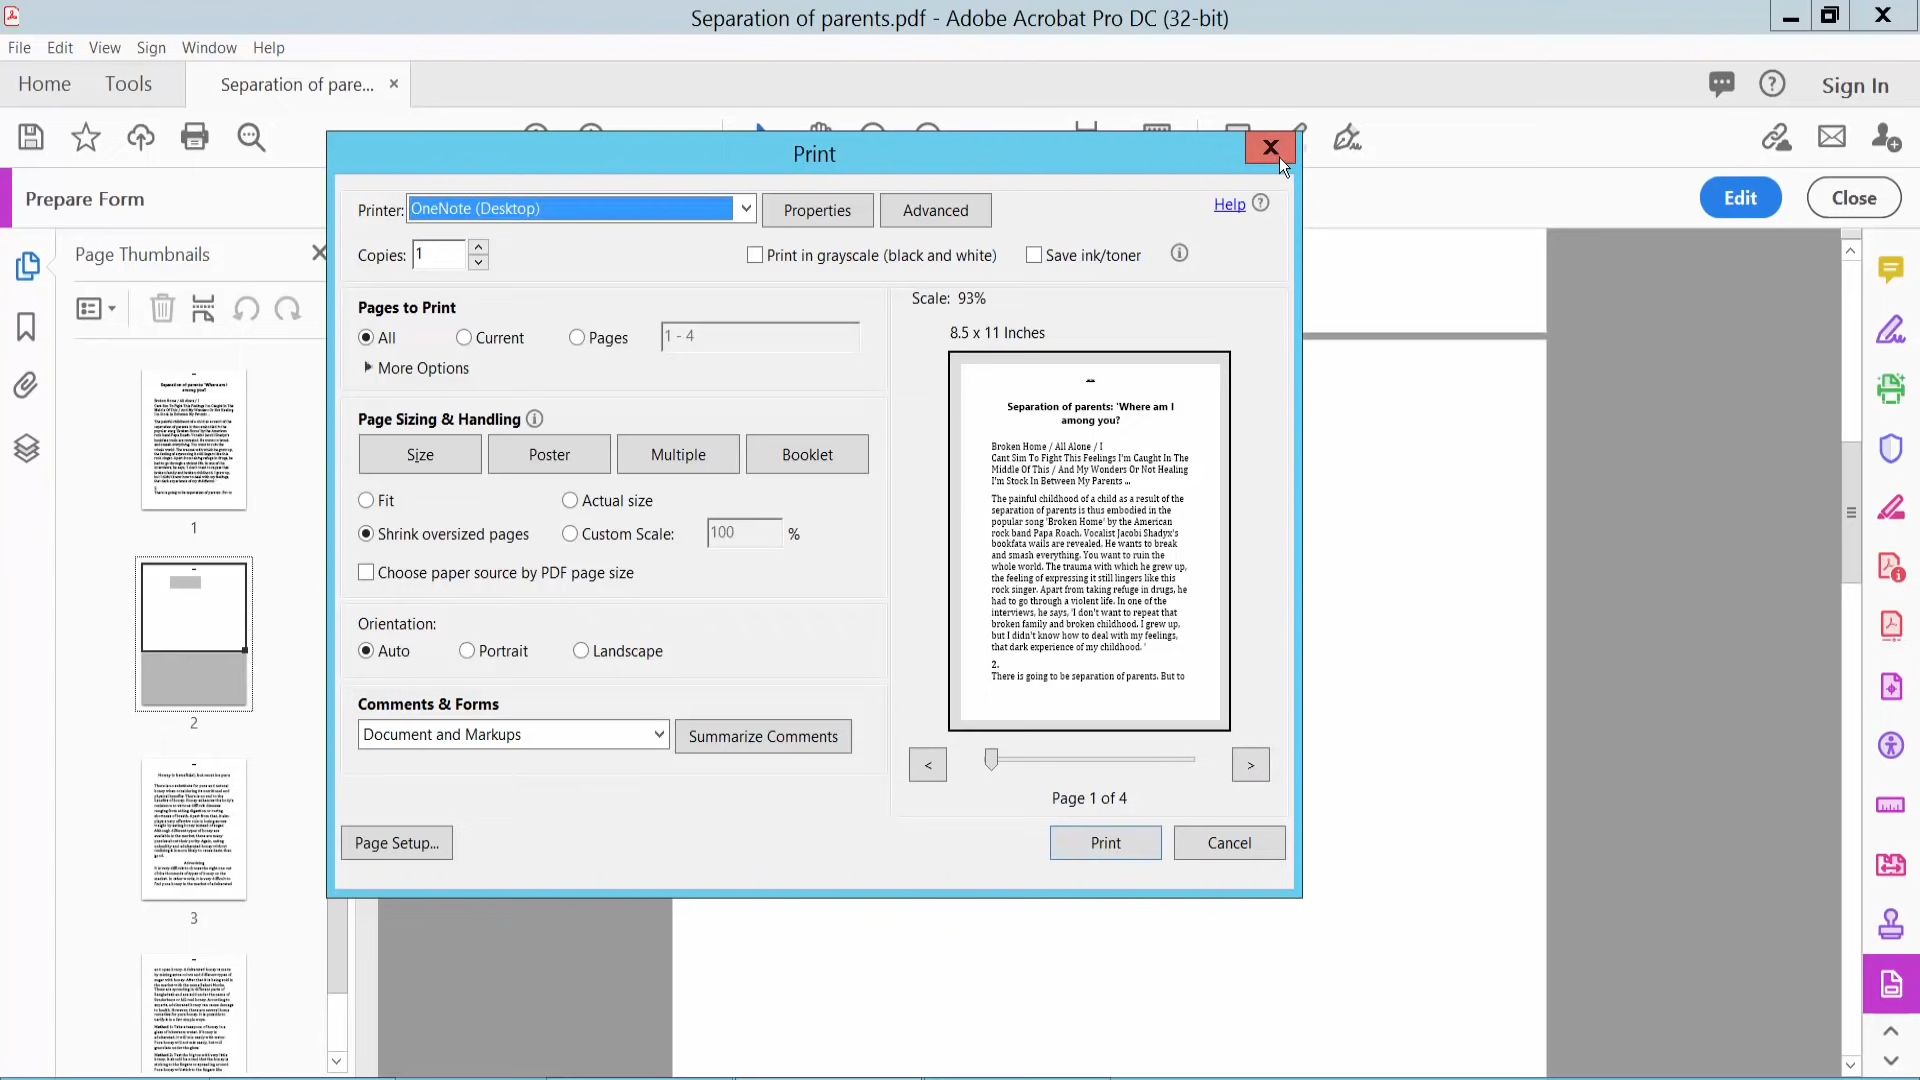 Separation of parents.pdf - Adobe Acrobat Pro DC (32-bit)
File Edit View Sign Window Help
Home Tools Separation of pare... Sign In
Prepare Form Edit Close
Page Thumbnails
1
2
3
Print
Printer: OneNote (Desktop) Properties Advanced Help
Copies: 1 Print in grayscale (black and white) Save ink/toner
Pages to Print
All Current Pages 1 - 4
More Options
Page Sizing & Handling
Size Poster Multiple Booklet
Fit Actual size
Shrink oversized pages Custom Scale: 100 %
Choose paper source by PDF page size
Orientation:
Auto Portrait Landscape
Comments & Forms
Document and Markups Summarize Comments
Page Setup...
Scale: 93%
8.5 x 11 Inches
Separation of parents: 'Where am I
among you?
Broken Home / All Alone / I
Cant Sim To Fight This Feelings I'm Caught In The
Middle Of This / And My Wonders Or Not Healing
I'm Stock In Between My Parents ...
The painful childhood of a child as a result of the
separation of parents is thus embodied in the
popular song 'Broken Home' by the American
rock band Papa Roach. Vocalist Jacobi Shadyx's
bookfata wails are revealed. He wants to break
and smash everything. You want to ruin the
whole world. The trauma with which he grew up,
the feeling of expressing it still lingers like this
rock singer. Apart from taking refuge in drugs, he
had to go through a violent life. In one of the
interviews, he says, 'I don't want to repeat that
broken family and broken childhood. I grew up,
but I didn't know how to deal with my feelings,
that dark experience of my childhood. '
2.
There is going to be separation of parents. But to
< >
Page 1 of 4
Print Cancel